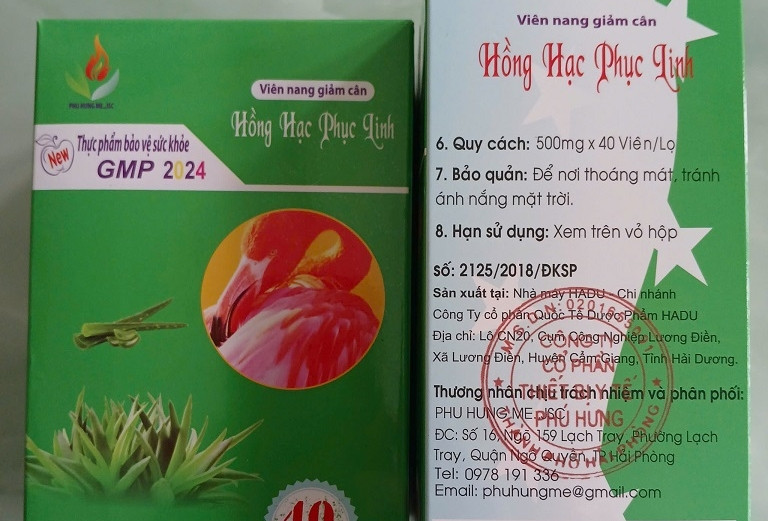 PHU HUNG ME.,JSC
Viên nang giảm cân
Hồng Hạc Phục Linh
New
Thực phẩm bảo vệ sức khỏe
GMP 2024
40
Viên nang giảm cân
Hồng Hạc Phục Linh
6. Quy cách: 500mg x 40 Viên/Lọ
7. Bảo quản: Để nơi thoáng mát, tránh
ánh nắng mặt trời.
8. Hạn sử dụng: Xem trên vỏ hộp
số: 2125/2018/ĐKSP
Sản xuất tại: Nhà máy HADU - Chi nhánh
Công Ty cổ phần Quốc Tế Dược Phẩm HADU
Địa chỉ: Lô CN20, Cụm Công Nghiệp Lương Điền,
Xã Lương Điền, Huyện Cẩm Giàng, Tỉnh Hải Dương.
Thương nhân chịu trách nhiệm và phân phối:
PHU HUNG ME.,JSC
ĐC: Số 16, Ngõ 159 Lạch Tray, Phường Lạch
Tray, Quận Ngô Quyền, TP.Hải Phòng
Tel: 0978 191 336
Email: phuhungme@gmail.com
CÔNG TY
CỔ PHẦN
THIẾT BỊ Y TẾ
PHÚ HƯNG